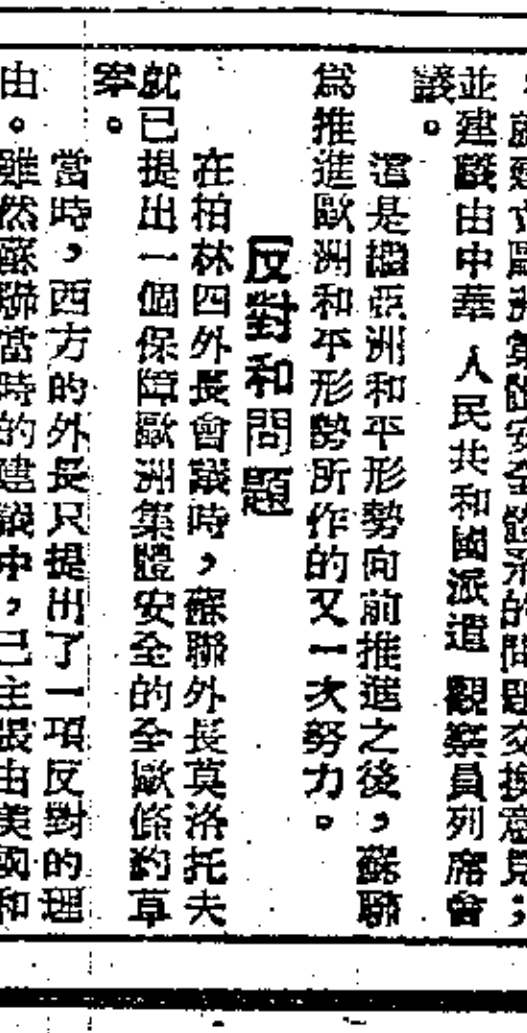 建立歐洲集體安全體系的問題交換意見，
並建議由中華人民共和國派遣觀察員列席會
議。
這是繼亞洲和平形勢向前推進之後，蘇聯
爲推進歐洲和平形勢所作的又一次努力。
反對和問題
在柏林四外長會議時，蘇聯外長莫洛托夫
就已提出一個保障歐洲集體安全的全歐條約草
案。
當時，西方的外長只提出了一項反對的理
由。雖然蘇聯當時的建議中，已主張由美國和